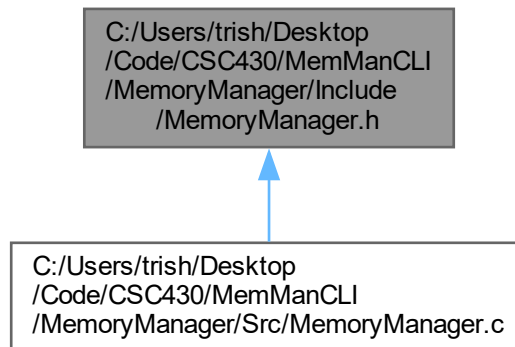 C:/Users/trish/Desktop
/Code/CSC430/MemManCLI
/MemoryManager/Include
/MemoryManager.h
C:/Users/trish/Desktop
/Code/CSC430/MemManCLI
/MemoryManager/Src/MemoryManager.c